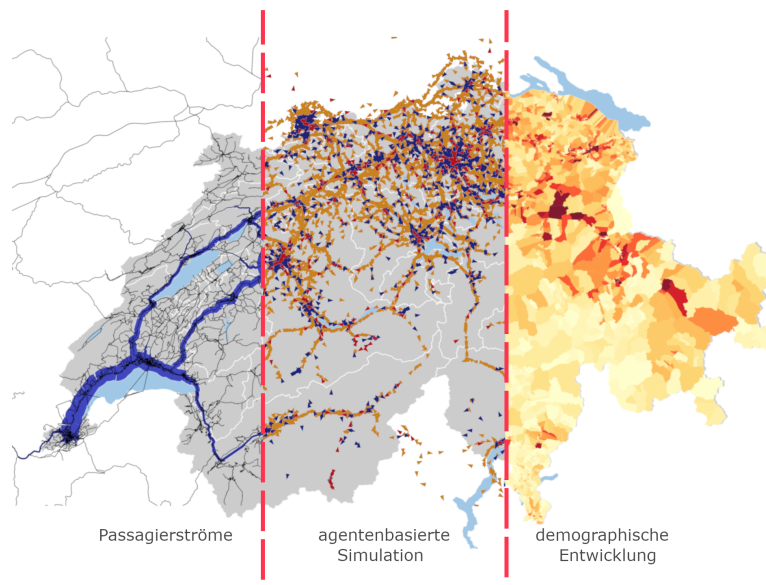 Passagierströme
agentenbasierte
Simulation
demographische
Entwicklung